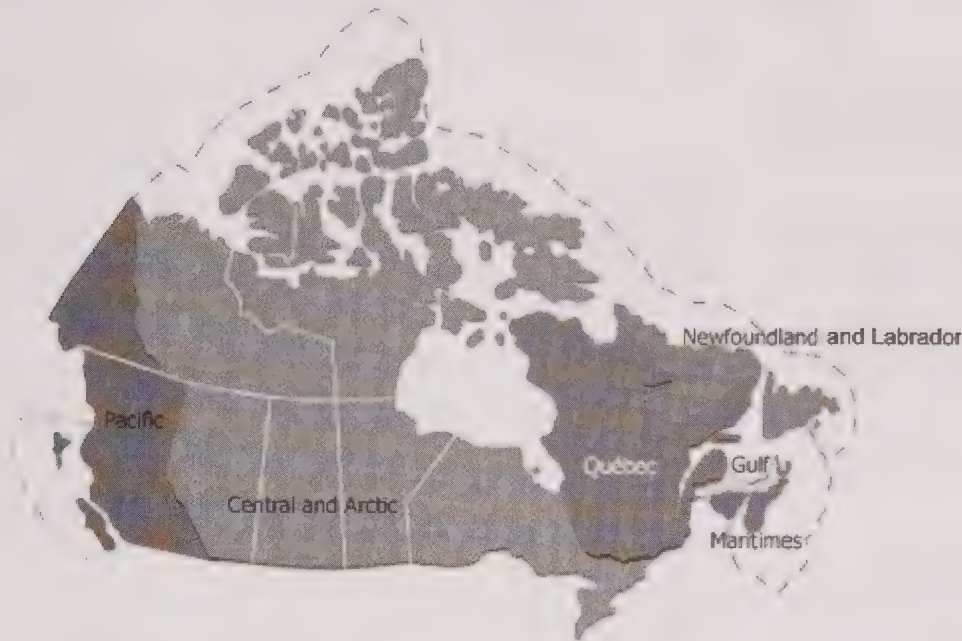 Newfoundland and Labrador
Pacific
Québec
Gulf
Central and Arctic
Maritimes